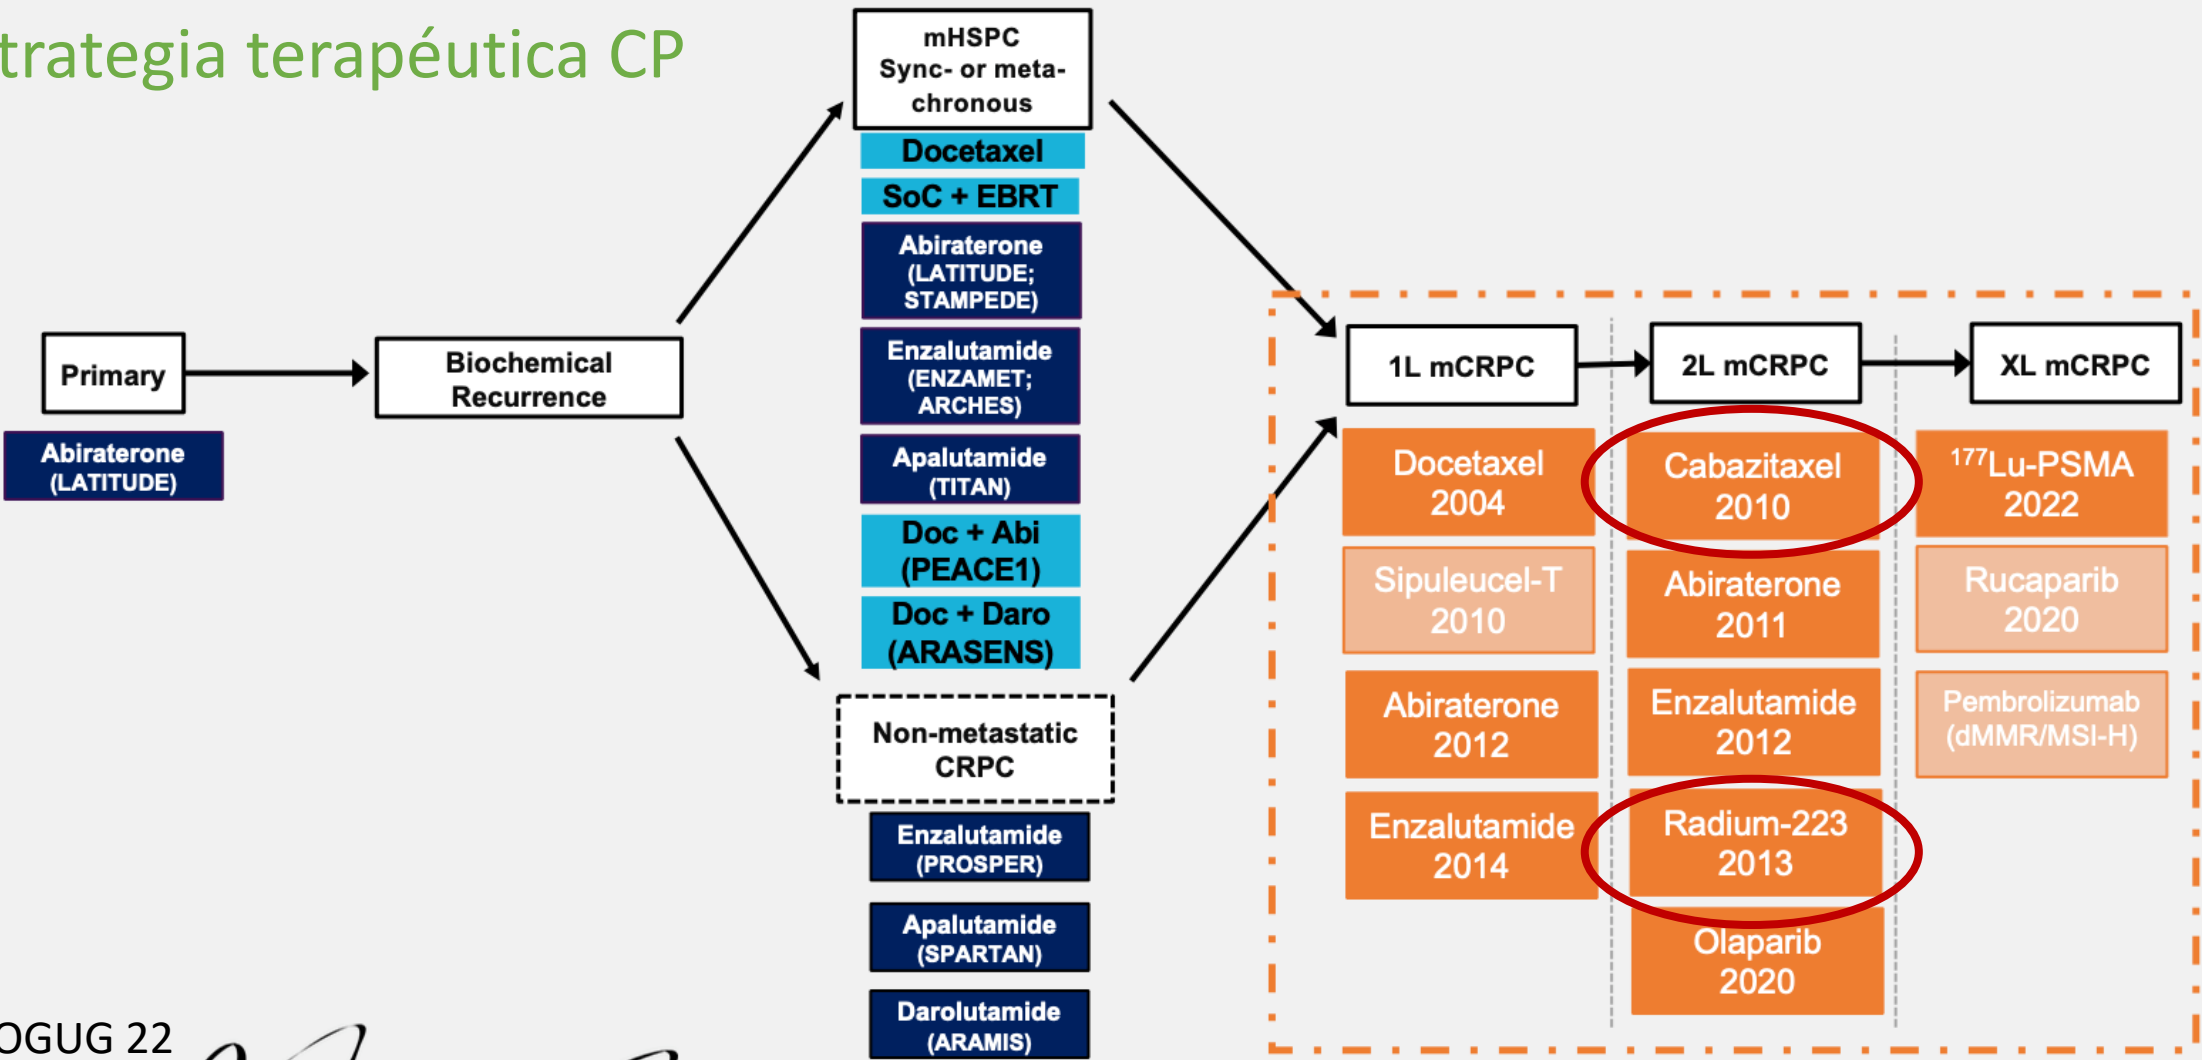 trategia terapéutica CP
mHSPC
Sync- or meta-
chronous
Docetaxel
SoC + EBRT
Abiraterone
(LATITUDE;
STAMPEDE)
Enzalutamide
(ENZAMET;
ARCHES)
Apalutamide
(TITAN)
Doc + Abi
(PEACE1)
Doc + Daro
(ARASENS)
Primary
Abiraterone
(LATITUDE)
Biochemical
Recurrence
Non-metastatic
CRPC
Enzalutamide
(PROSPER)
Apalutamide
(SPARTAN)
Darolutamide
(ARAMIS)
1L mCRPC
Docetaxel
2004
Sipuleucel-T
2010
Abiraterone
2012
Enzalutamide
2014
2L mCRPC
Cabazitaxel
2010
Abiraterone
2011
Enzalutamide
2012
Radium-223
2013
Olaparib
2020
XL mCRPC
¹⁷⁷Lu-PSMA
2022
Rucaparib
2020
Pembrolizumab
(dMMR/MSI-H)
OGUG 22